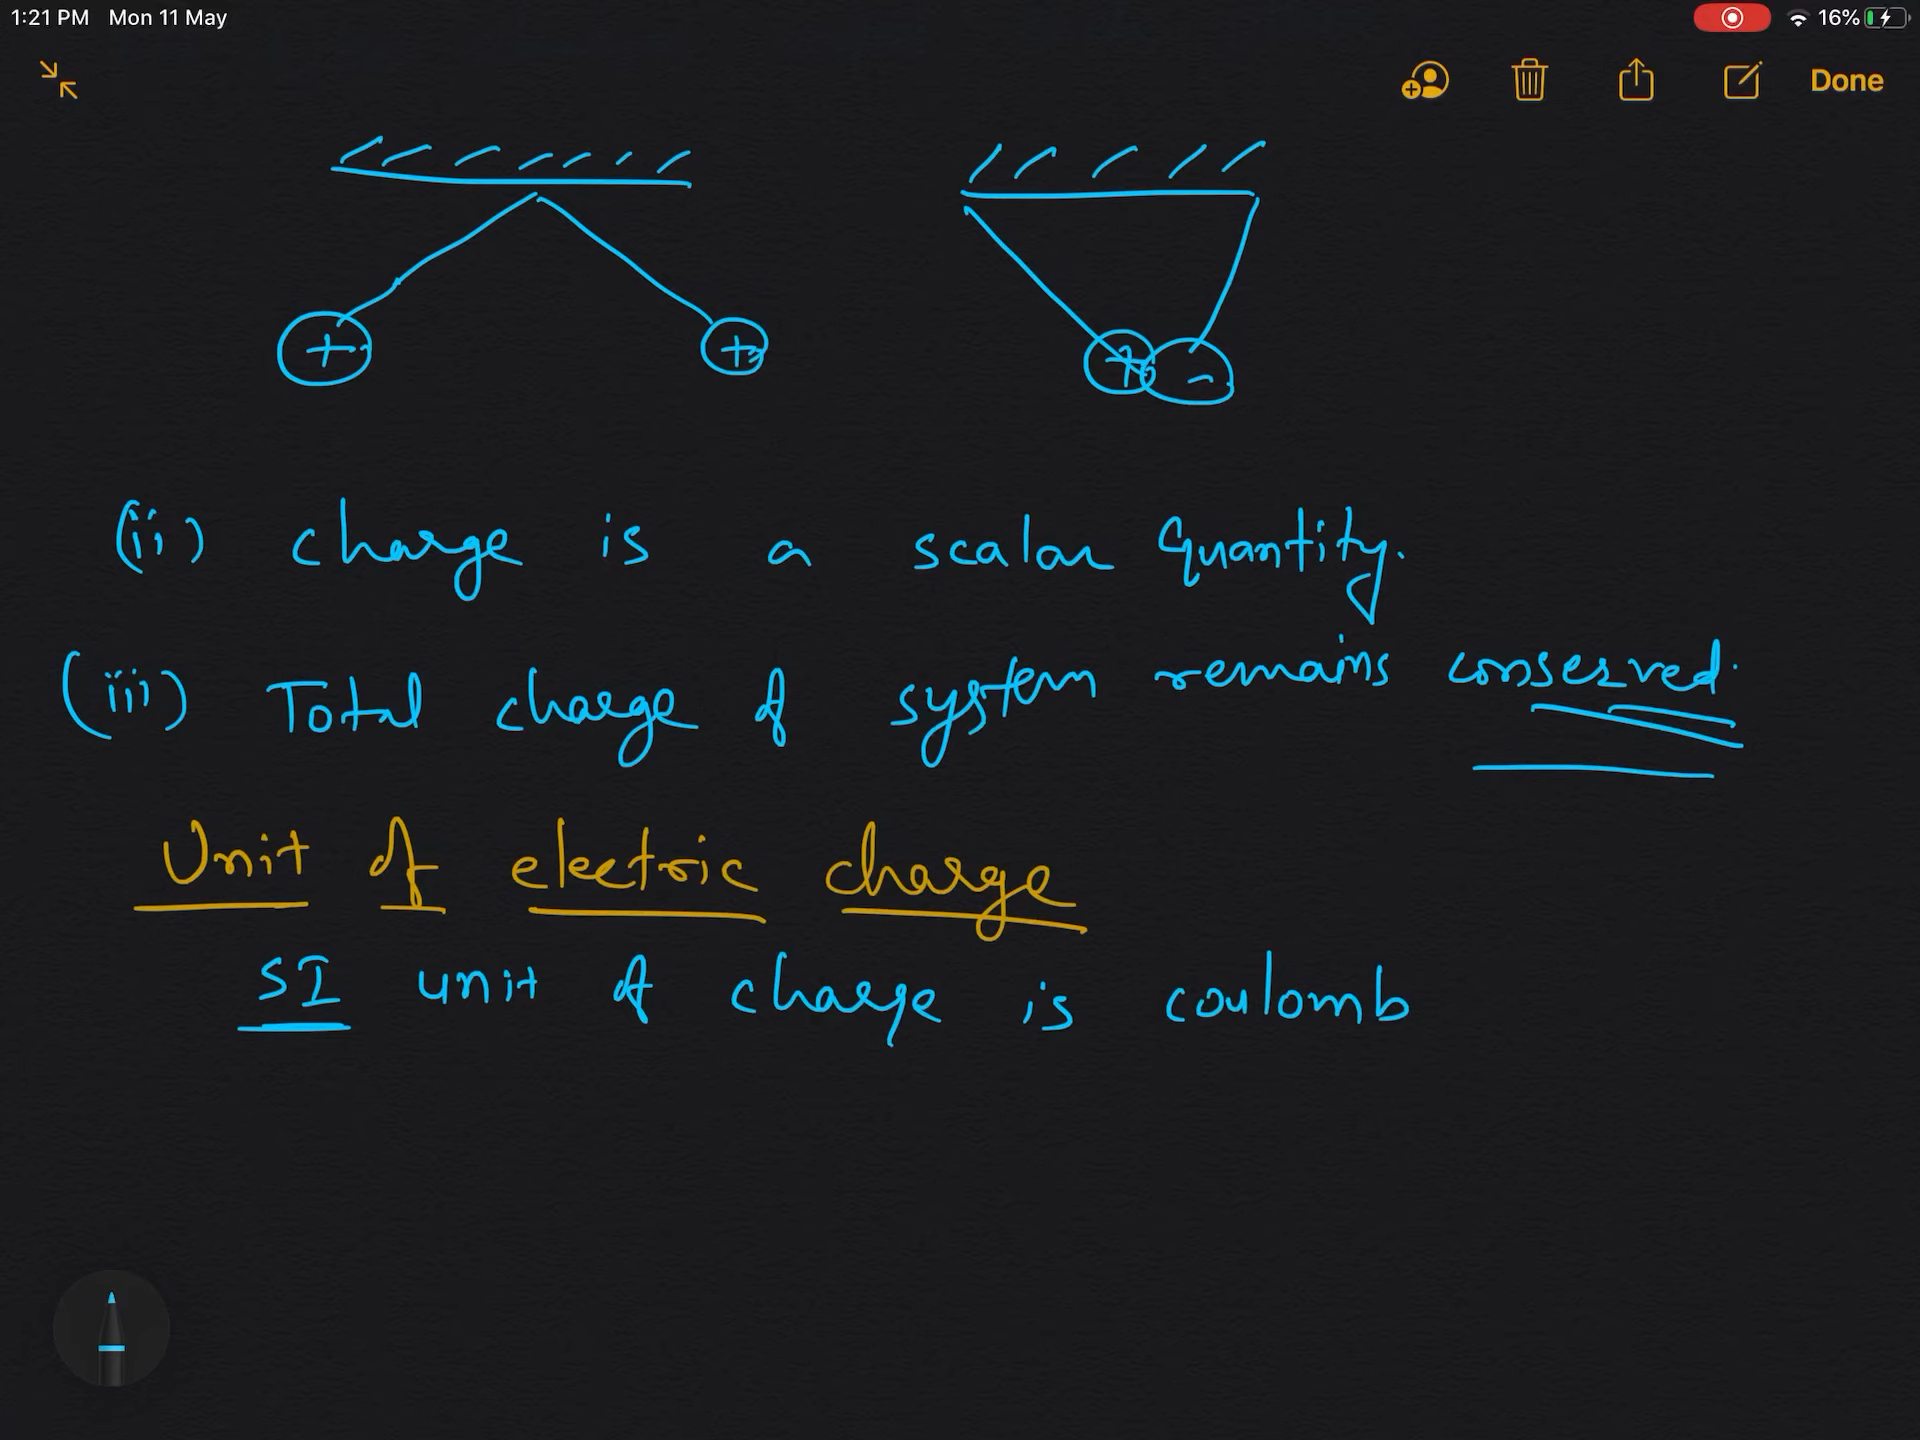 1:21 PM Mon 11 May 16%
Done
+ + + -
(ii) charge is a scalar quantity.
(iii) Total charge of system remains conserved.
Unit of electric charge
SI unit of charge is coulomb